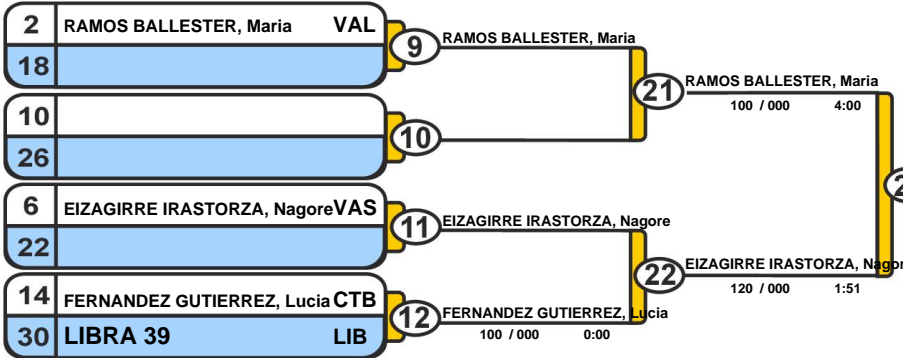 2 RAMOS BALLESTER, Maria VAL
18
9 RAMOS BALLESTER, Maria
21 RAMOS BALLESTER, Maria
100 / 000 4:00
10
26
10
6 EIZAGIRRE IRASTORZA, Nagore VAS
22
11 EIZAGIRRE IRASTORZA, Nagore
22 EIZAGIRRE IRASTORZA, Nagor
120 / 000 1:51
14 FERNANDEZ GUTIERREZ, Lucia CTB
30 LIBRA 39 LIB
12 FERNANDEZ GUTIERREZ, Lucia
100 / 000 0:00